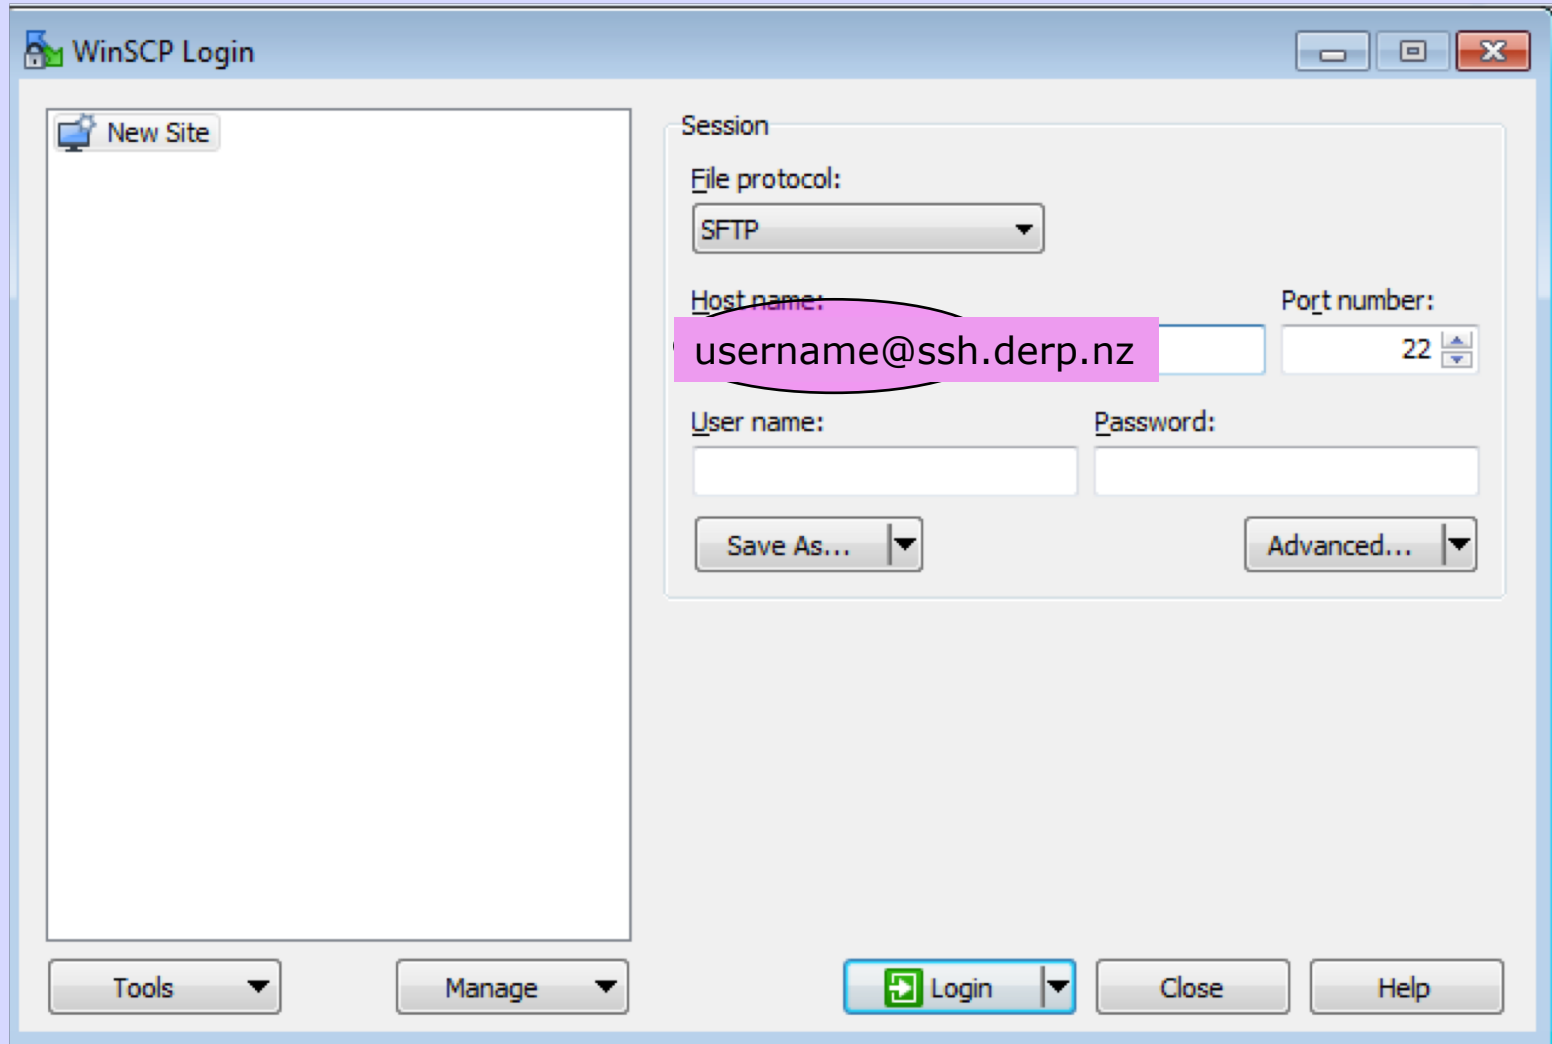 WinSCP Login
New Site
Session
File protocol:
SFTP
Host name:
Port number:
username@ssh.derp.nz
22
User name:
Password:
Save As...
Advanced...
Tools
Manage
Login
Close
Help